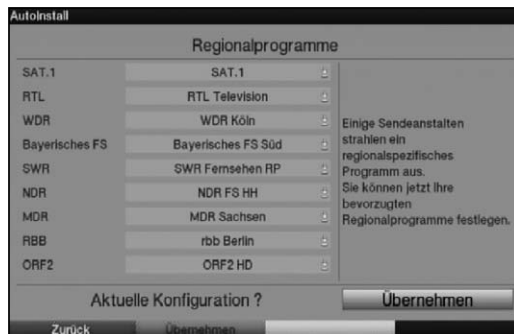 AutoInstall
Regionalprogramme
SAT.1 SAT.1
RTL RTL Television
WDR WDR Köln
Bayerisches FS Bayerisches FS Süd
SWR SWR Fernsehen RP
NDR NDR FS HH
MDR MDR Sachsen
RBB rbb Berlin
ORF2 ORF2 HD
Einige Sendeanstalten
strahlen ein
regionalspezifisches
Programm aus.
Sie können jetzt Ihre
bevorzugten
Regionalprogramme festlegen.
Aktuelle Konfiguration ? Übernehmen
Zurück Übernehmen